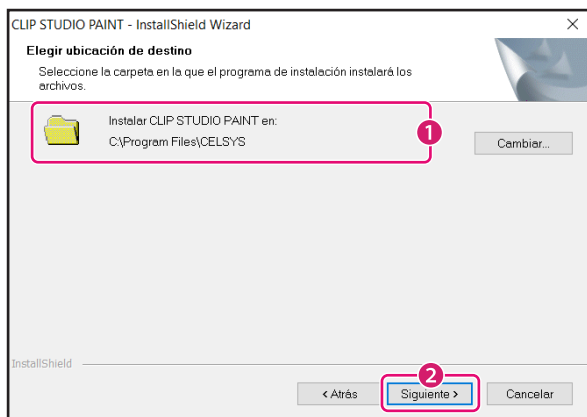 CLIP STUDIO PAINT - InstallShield Wizard
Elegir ubicación de destino
Seleccione la carpeta en la que el programa de instalación instalará los
archivos.
Instalar CLIP STUDIO PAINT en:
C:\Program Files\CELSYS
1
Cambiar...
InstallShield
2
< Atrás
Siguiente >
Cancelar